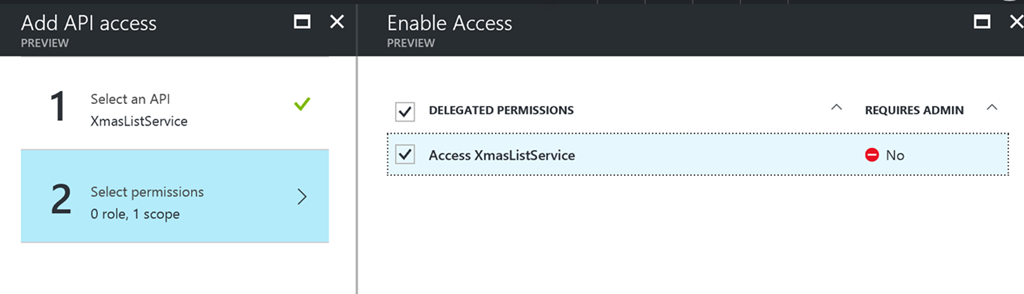 Add API access
PREVIEW
1
Select an API
XmasListService
2
Select permissions
0 role, 1 scope
Enable Access
PREVIEW
DELEGATED PERMISSIONS REQUIRES ADMIN
Access XmasListService No